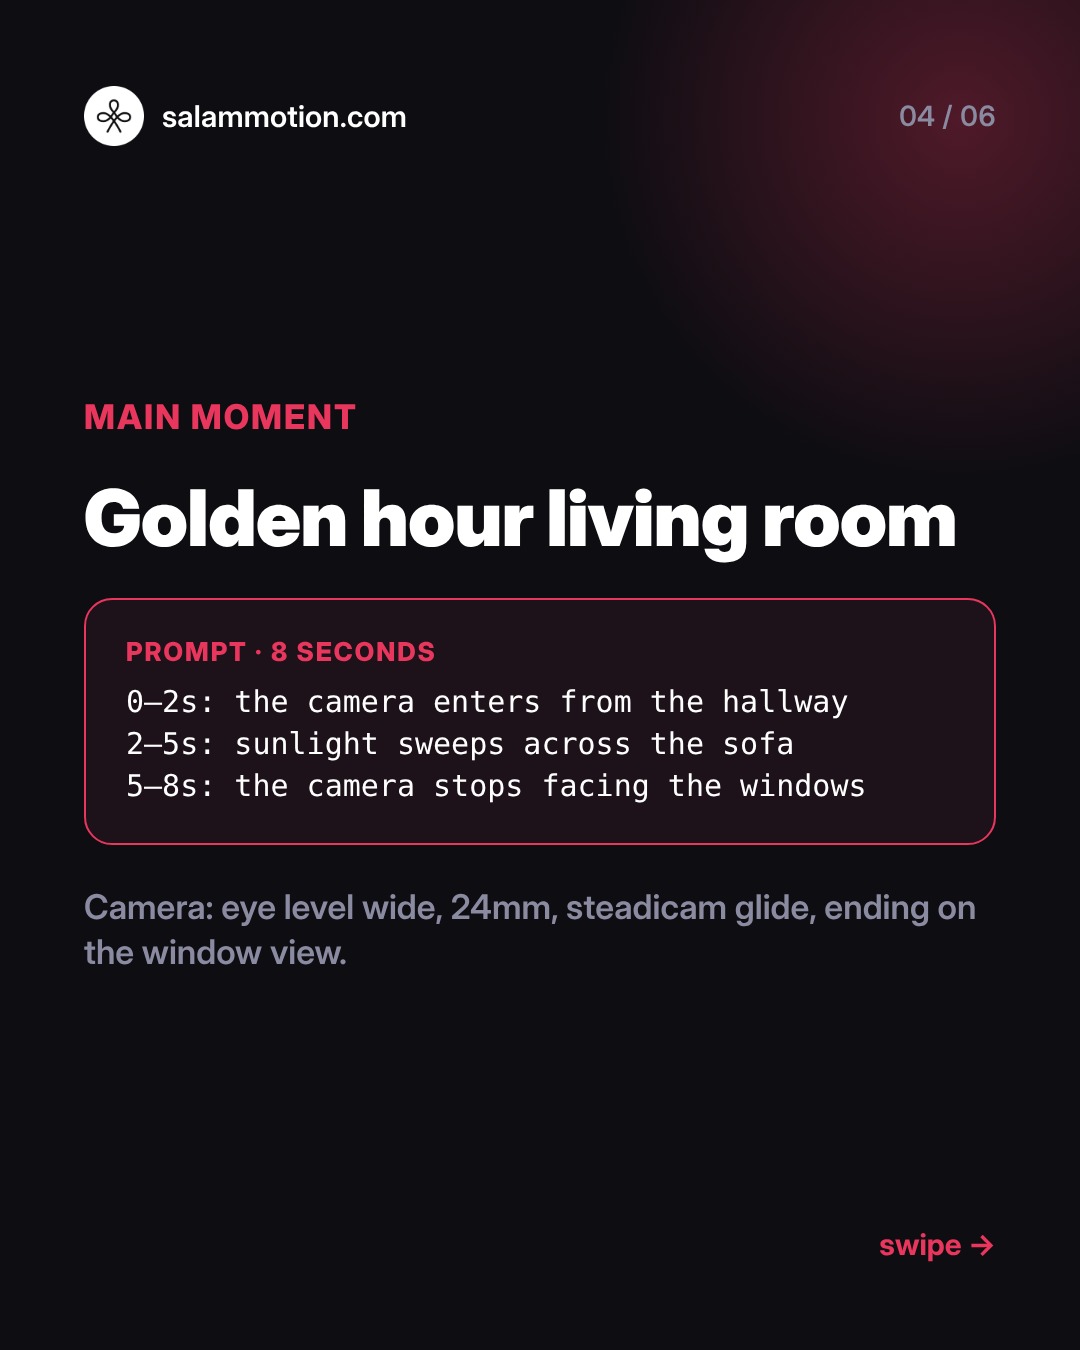 salammotion.com
04 / 06
MAIN MOMENT
Golden hour living room
PROMPT · 8 SECONDS
0–2s: the camera enters from the hallway
2–5s: sunlight sweeps across the sofa
5–8s: the camera stops facing the windows
Camera: eye level wide, 24mm, steadicam glide, ending on
the window view.
swipe →